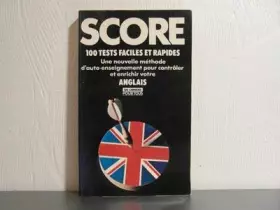 SCORE
100 TESTS FACILES ET RAPIDES
Une nouvelle méthode
d'auto-enseignement pour contrôler
et enrichir votre
ANGLAIS